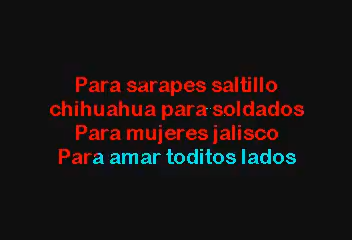 Para sarapes saltillo
chihuahua para soldados
Para mujeres jalisco
Para amar toditos lados